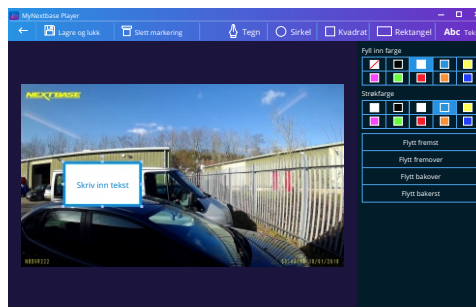 MyNextbase Player
Lagre og lukk
Slett markering
Tegn
Sirkel
Kvadrat
Rektangel
Abc
Fyll inn farge
NEXTBASE
Strøkfarge
Skriv inn tekst
Flytt fremst
Flytt fremover
Flytt bakover
Flytt bakerst